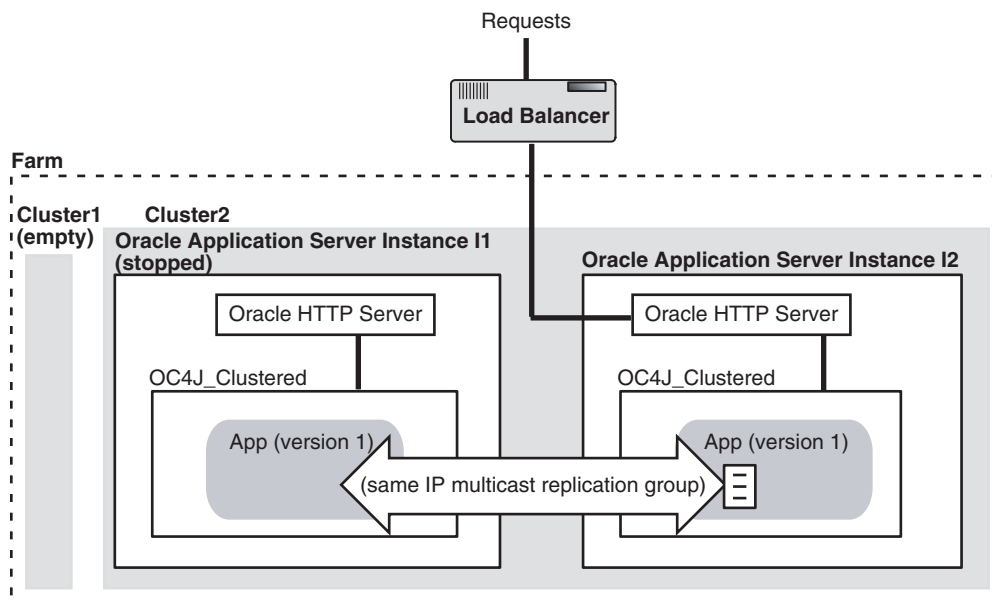 Requests
Load Balancer
Farm
Cluster1
(empty)
Cluster2
Oracle Application Server Instance I1
(stopped)
Oracle HTTP Server
OC4J_Clustered
App (version 1)
Oracle Application Server Instance I2
Oracle HTTP Server
OC4J_Clustered
App (version 1)
(same IP multicast replication group)